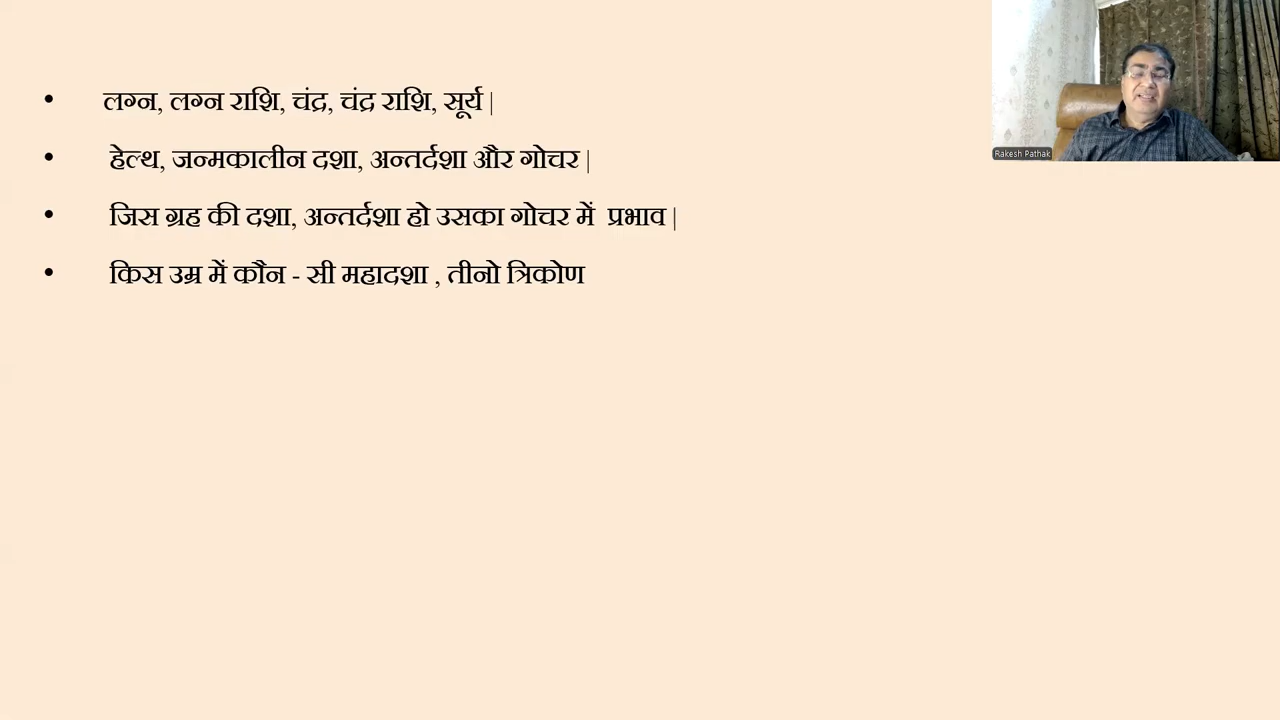 • लग्न, लग्न राशि, चंद्र, चंद्र राशि, सूर्य |
• हेल्थ, जन्मकालीन दशा, अन्तर्दशा और गोचर |
• जिस ग्रह की दशा, अन्तर्दशा हो उसका गोचर में प्रभाव |
• किस उम्र में कौन - सी महादशा , तीनो त्रिकोण
Rakesh Pathak